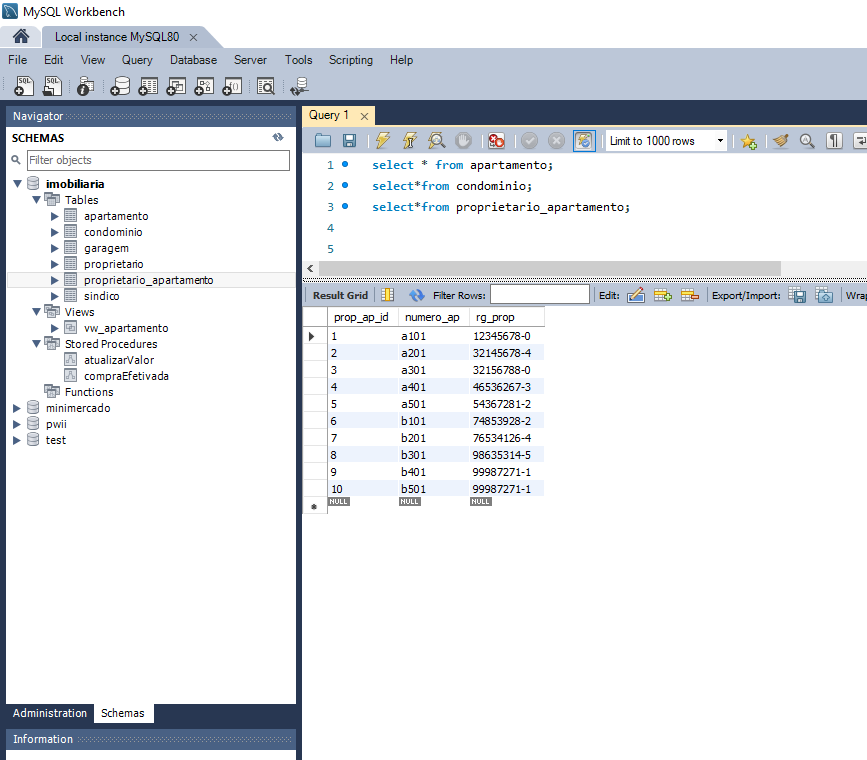 MySQL Workbench
Local instance MySQL80
File Edit View Query Database Server Tools Scripting Help
SQL SQL
Navigator
SCHEMAS
Filter objects
imobiliaria
Tables
apartamento
condominio
garagem
proprietario
proprietario_apartamento
sindico
Views
vw_apartamento
Stored Procedures
atualizarValor
compraEfetivada
Functions
minimercado
pwii
test
Administration Schemas
Information
Query 1
Limit to 1000 rows
1 select * from apartamento;
2 select*from condominio;
3 select*from proprietario_apartamento;
4
5
Result Grid Filter Rows: Edit: Export/Import: Wrap
prop_ap_id numero_ap rg_prop
1 a101 12345678-0
2 a201 32145678-4
3 a301 32156788-0
4 a401 46536267-3
5 a501 54367281-2
6 b101 74853928-2
7 b201 76534126-4
8 b301 98635314-5
9 b401 99987271-1
10 b501 99987271-1
NULL NULL NULL